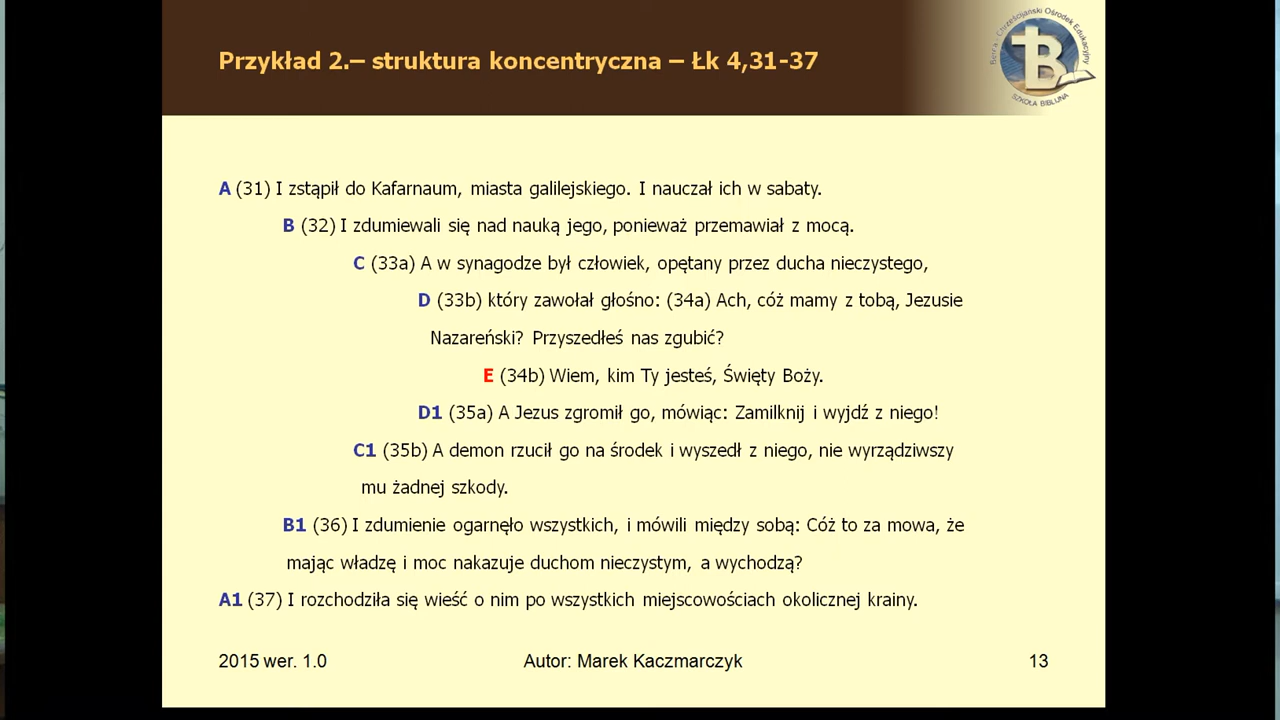 Przykład 2.– struktura koncentryczna – Łk 4,31-37
Chrześcijański Ośrodek Edukacyjny
SZKOŁA BIBLIJNA
A (31) I zstąpił do Kafarnaum, miasta galilejskiego. I nauczał ich w sabaty.
B (32) I zdumiewali się nad nauką jego, ponieważ przemawiał z mocą.
C (33a) A w synagodze był człowiek, opętany przez ducha nieczystego,
D (33b) który zawołał głośno: (34a) Ach, cóż mamy z tobą, Jezusie
Nazareński? Przyszedłeś nas zgubić?
E (34b) Wiem, kim Ty jesteś, Święty Boży.
D1 (35a) A Jezus zgromił go, mówiąc: Zamilknij i wyjdź z niego!
C1 (35b) A demon rzucił go na środek i wyszedł z niego, nie wyrządziwszy
mu żadnej szkody.
B1 (36) I zdumienie ogarnęło wszystkich, i mówili między sobą: Cóż to za mowa, że
mając władzę i moc nakazuje duchom nieczystym, a wychodzą?
A1 (37) I rozchodziła się wieść o nim po wszystkich miejscowościach okolicznej krainy.
2015 wer. 1.0
Autor: Marek Kaczmarczyk
13